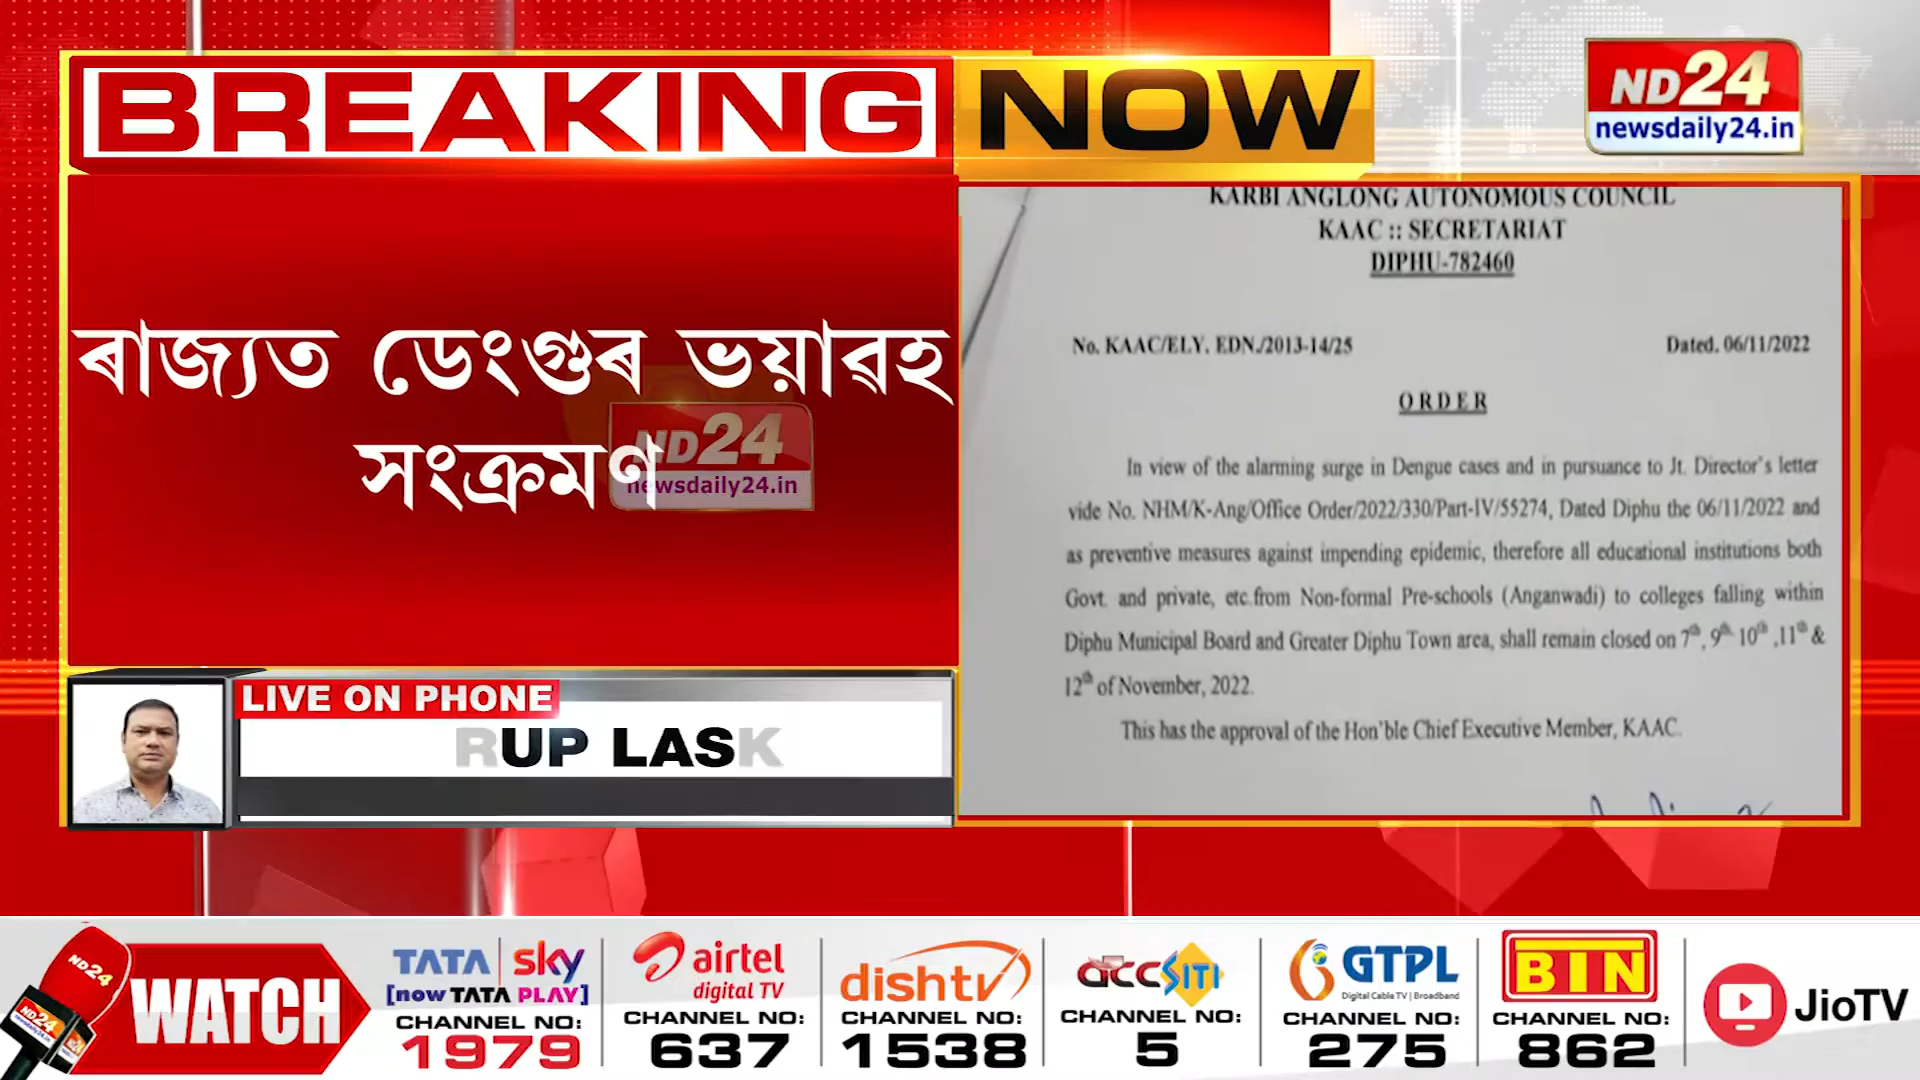 BREAKING NOW
ND24
newsdaily24.in
ৰাজ্যত ডেংগুৰ ভয়াৱহ
সংক্ৰমণ
ND24
newsdaily24.in
KARBI ANGLONG AUTONOMOUS COUNCIL
KAAC :: SECRETARIAT
DIPHU-782460
No. KAAC/ELY. EDN./2013-14/25
Dated. 06/11/2022
ORDER
In view of the alarming surge in Dengue cases and in pursuance to Jt. Director's letter
vide No. NHM/K-Ang/Office Order/2022/330/Part-IV/55274, Dated Diphu the 06/11/2022 and
as preventive measures against impending epidemic, therefore all educational institutions both
Govt. and private, etc.from Non-formal Pre-schools (Anganwadi) to colleges falling within
Diphu Municipal Board and Greater Diphu Town area, shall remain closed on 7th, 9th 10th ,11th &
12th of November, 2022.
This has the approval of the Hon'ble Chief Executive Member, KAAC.
LIVE ON PHONE
RUP LASK
ND24
ND24
newsdaily24.in
WATCH
TATA sky
[now TATA PLAY]
CHANNEL NO:
1979
airtel
digital TV
CHANNEL NO:
637
dishtv
CHANNEL NO:
1538
accSITI
CHANNEL NO:
5
GTPL
Digital Cable TV | Broadband
CHANNEL NO:
275
BIN
CHANNEL NO:
862
JioTV